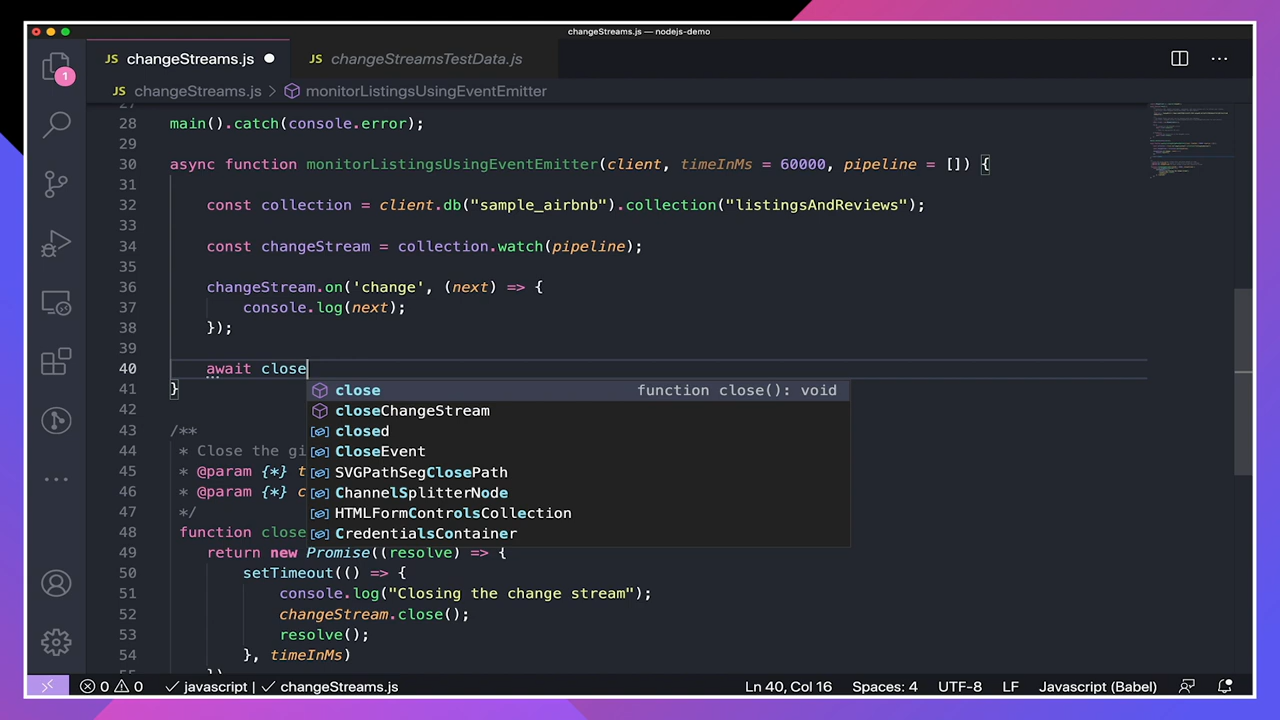 changeStreams.js — nodejs-demo
JS changeStreams.js
JS changeStreamsTestData.js
1
JS changeStreams.js > monitorListingsUsingEventEmitter
27
28 main().catch(console.error);
29
30 async function monitorListingsUsingEventEmitter(client, timeInMs = 60000, pipeline = []) {
31
32 const collection = client.db("sample_airbnb").collection("listingsAndReviews");
33
34 const changeStream = collection.watch(pipeline);
35
36 changeStream.on('change', (next) => {
37 console.log(next);
38 });
39
40 await close
41 }
close function close(): void
closeChangeStream
closed
CloseEvent
SVGPathSegClosePath
ChannelSplitterNode
HTMLFormControlsCollection
CredentialsContainer
42
43 /**
44 * Close the gi
45 * @param {*} t
46 * @param {*} c
47 */
48 function close
49 return new Promise((resolve) => {
50 setTimeout(() => {
51 console.log("Closing the change stream");
52 changeStream.close();
53 resolve();
54 }, timeInMs)
55 })
0 0 javascript | changeStreams.js
Ln 40, Col 16 Spaces: 4 UTF-8 LF Javascript (Babel)